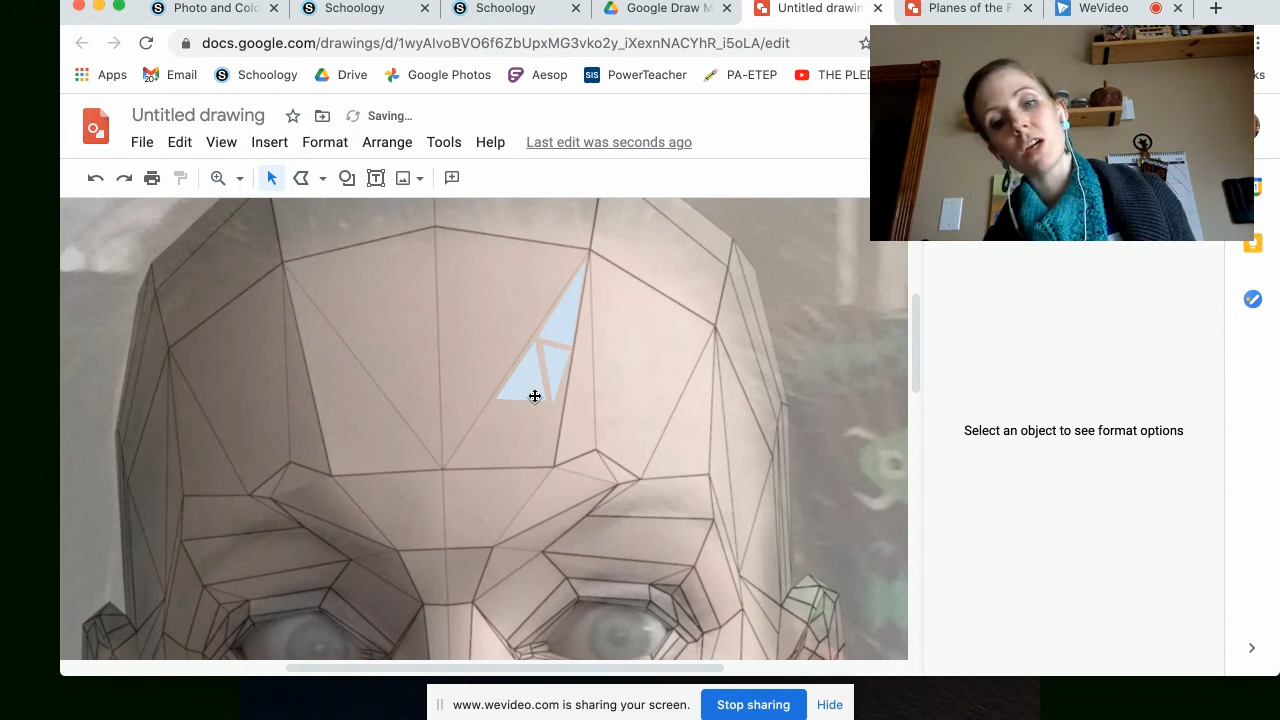 Photo and Colo
Schoology
Schoology
Google Draw M
Untitled drawin
Planes of the F
WeVideo
docs.google.com/drawings/d/1wyAIvoBVO6f6ZbUpxMG3vko2y_iXexnNACYhR_i5oLA/edit
Apps
Email
Schoology
Drive
Google Photos
Aesop
SIS
PowerTeacher
PA-ETEP
THE PLED
ks
Untitled drawing
Saving...
File
Edit
View
Insert
Format
Arrange
Tools
Help
Last edit was seconds ago
Select an object to see format options
www.wevideo.com is sharing your screen.
Stop sharing
Hide